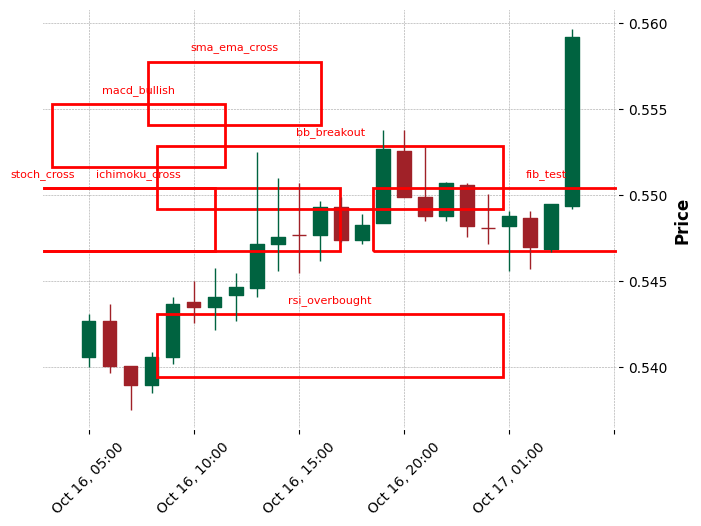 sma_ema_cross
macd_bullish
bb_breakout
stoch_cross
ichimoku_cross
fib_test
rsi_overbought
0.560
0.555
0.550
0.545
0.540
Price
Oct 16, 05:00
Oct 16, 10:00
Oct 16, 15:00
Oct 16, 20:00
Oct 17, 01:00